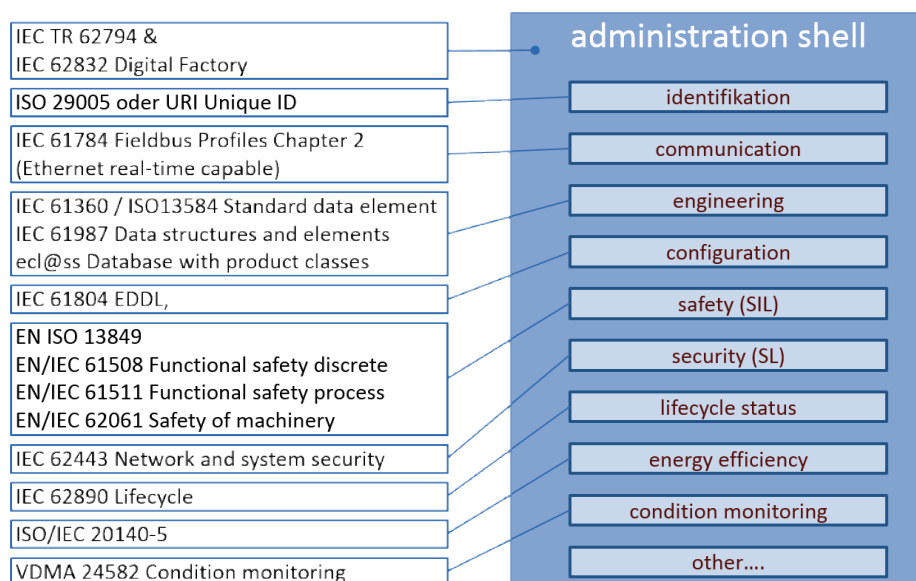 IEC TR 62794 &
IEC 62832 Digital Factory
ISO 29005 oder URI Unique ID
IEC 61784 Fieldbus Profiles Chapter 2
(Ethernet real-time capable)
IEC 61360 / ISO13584 Standard data element
IEC 61987 Data structures and elements
ecl@ss Database with product classes
IEC 61804 EDDL,
EN ISO 13849
EN/IEC 61508 Functional safety discrete
EN/IEC 61511 Functional safety process
EN/IEC 62061 Safety of machinery
IEC 62443 Network and system security
IEC 62890 Lifecycle
ISO/IEC 20140-5
VDMA 24582 Condition monitoring
administration shell
identifikation
communication
engineering
configuration
safety (SIL)
security (SL)
lifecycle status
energy efficiency
condition monitoring
other....